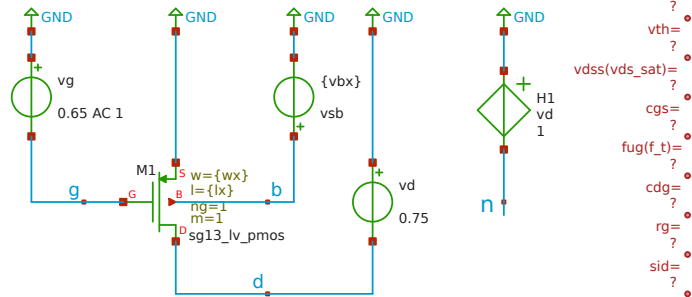 GND
GND
GND
GND
GND
vg
0.65 AC 1
{vbx}
vsb
M1
G
S
B
D
w={wx}
l={lx}
ng=1
m=1
sg13_lv_pmos
g
b
d
vd
0.75
H1
vd
1
n
?
vth=
?
vdss(vds_sat)=
?
cgs=
?
fug(f_t)=
?
cdg=
?
rg=
?
sid=
?